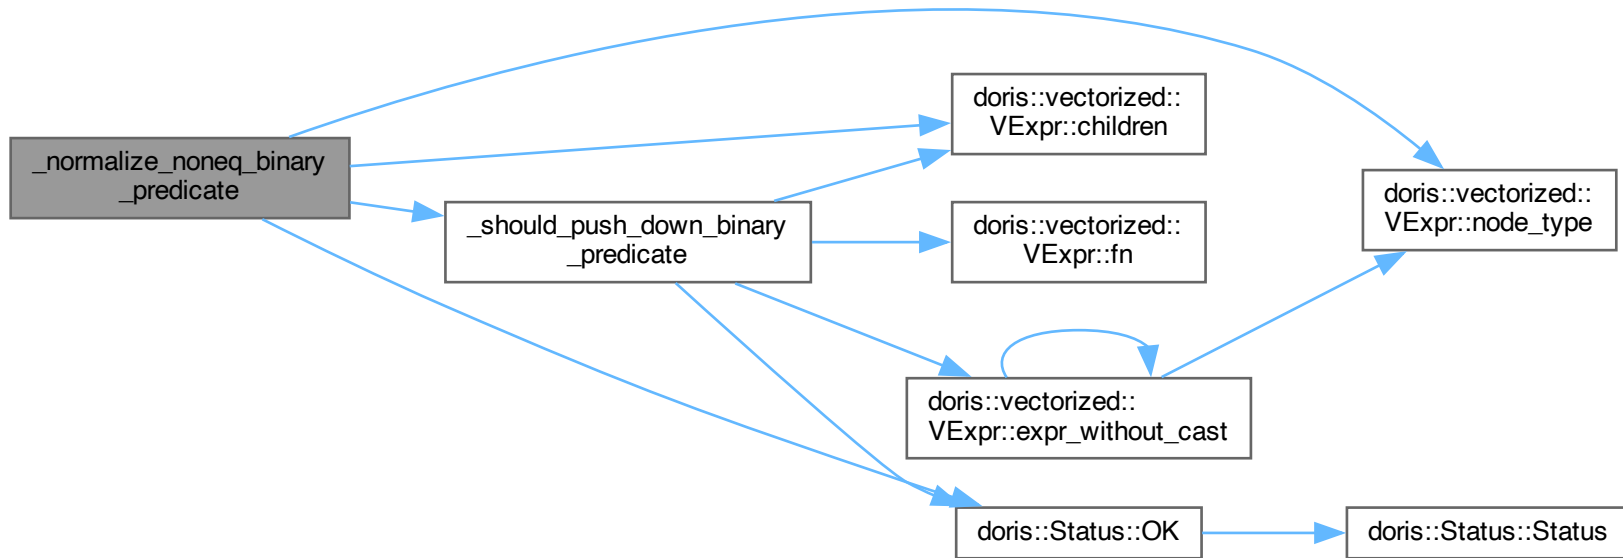 _normalize_noneq_binary
_predicate
_should_push_down_binary
_predicate
doris::vectorized::
VExpr::children
doris::vectorized::
VExpr::fn
doris::vectorized::
VExpr::expr_without_cast
doris::Status::OK
doris::vectorized::
VExpr::node_type
doris::Status::Status